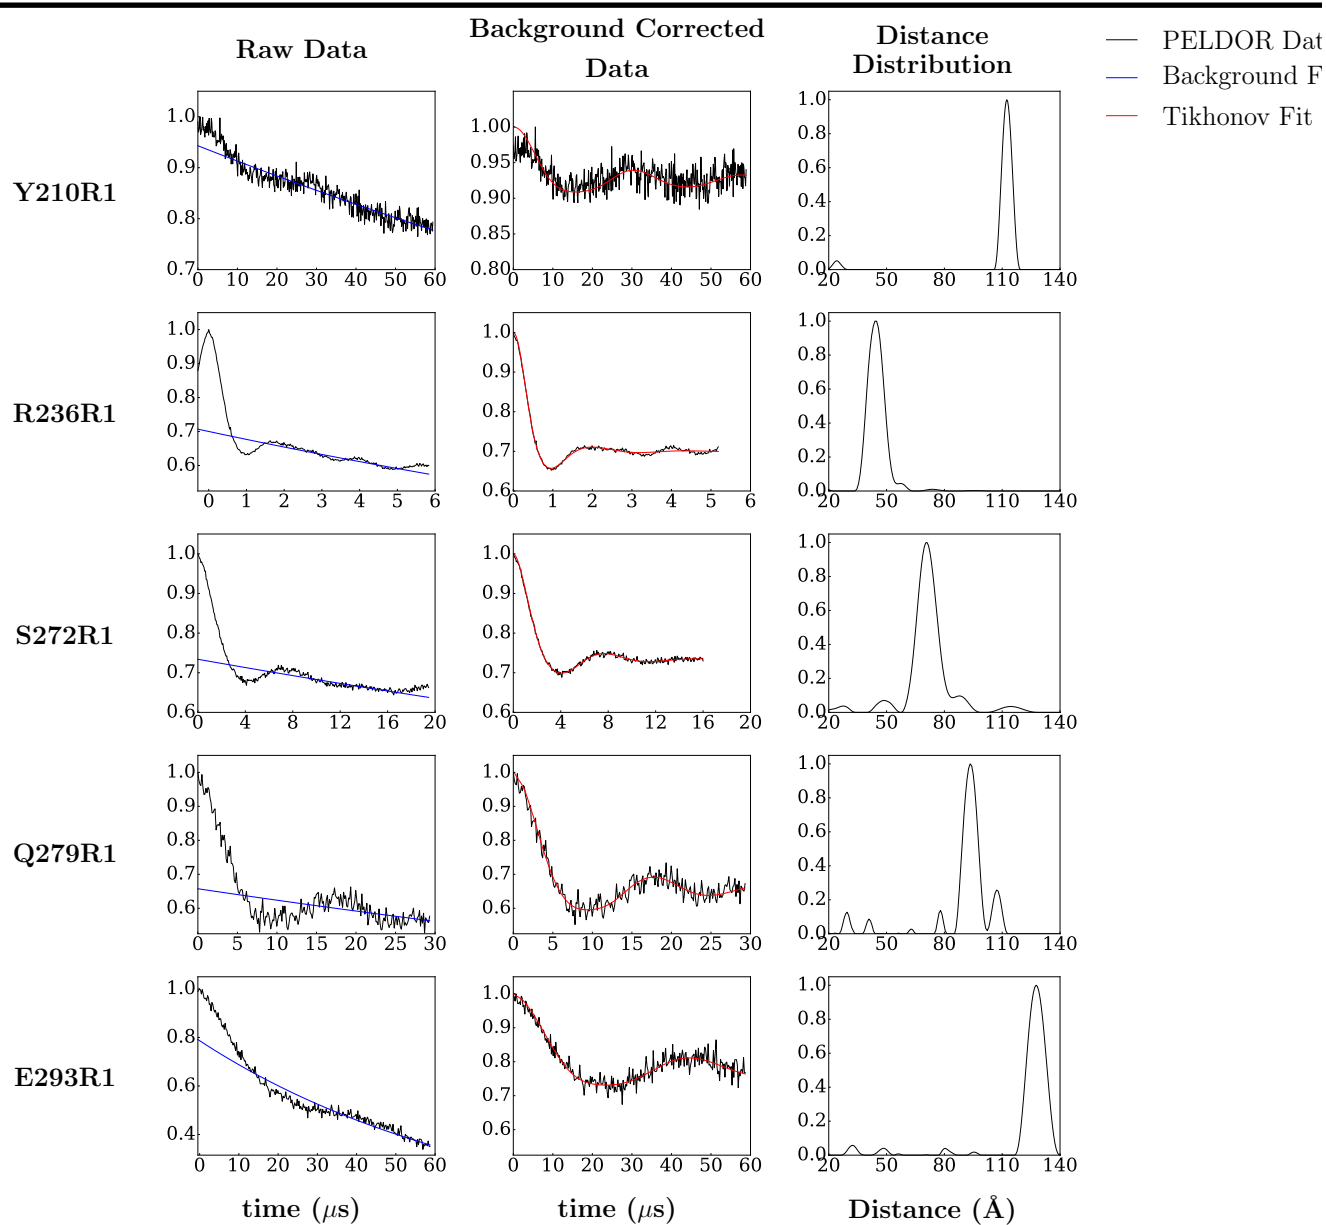 Raw Data
Background Corrected
Data
Distance
Distribution
PELDOR Dat
Background F
Tikhonov Fit
Y210R1
1.0
0.9
0.8
0.7
0 10 20 30 40 50 60
1.00
0.95
0.90
0.85
0.80
0 10 20 30 40 50 60
1.0
0.8
0.6
0.4
0.2
0.0
20 50 80 110 140
R236R1
1.0
0.9
0.8
0.7
0.6
0 1 2 3 4 5 6
1.0
0.9
0.8
0.7
0.6
0 1 2 3 4 5 6
1.0
0.8
0.6
0.4
0.2
0.0
20 50 80 110 140
S272R1
1.0
0.9
0.8
0.7
0.6
0 4 8 12 16 20
1.0
0.9
0.8
0.7
0.6
0 4 8 12 16 20
1.0
0.8
0.6
0.4
0.2
0.0
20 50 80 110 140
Q279R1
1.0
0.9
0.8
0.7
0.6
0 5 10 15 20 25 30
1.0
0.9
0.8
0.7
0.6
0 5 10 15 20 25 30
1.0
0.8
0.6
0.4
0.2
0.0
20 50 80 110 140
E293R1
1.0
0.8
0.6
0.4
0 10 20 30 40 50 60
1.0
0.9
0.8
0.7
0.6
0 10 20 30 40 50 60
1.0
0.8
0.6
0.4
0.2
0.0
20 50 80 110 140
time (μs)
time (μs)
Distance (Å)